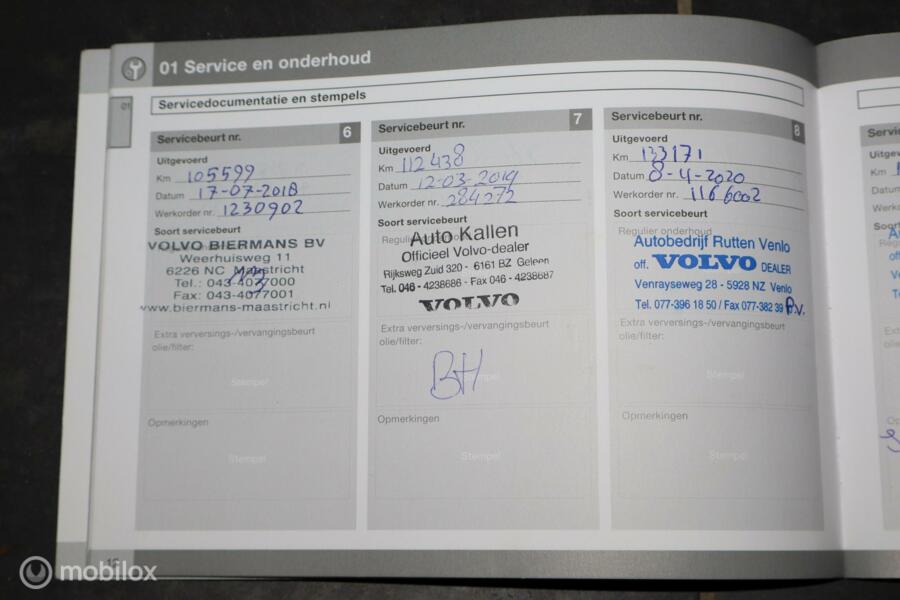 01 Service en onderhoud
01
Servicedocumentatie en stempels
Servicebeurt nr. 6
Uitgevoerd
Km 105599
Datum 17-07-2018
Werkorder nr. 1230902
Soort servicebeurt
VOLVO BIERMANS BV
Weerhuisweg 11
6226 NC Maastricht
Tel.: 043-4077000
Fax: 043-4077001
www.biermans-maastricht.nl
Extra verversings-/vervangingsbeurt
olie/filter:
Stempel
Opmerkingen
Stempel
Servicebeurt nr. 7
Uitgevoerd
Km 112438
Datum 12-03-2019
Werkorder nr. 284272
Soort servicebeurt
Regulier onderhoud
Auto Kallen
Officieel Volvo-dealer
Rijksweg Zuid 320 - 6161 BZ Geleen
Tel. 046 - 4238686 - Fax 046 - 4238687
VOLVO
Extra verversings-/vervangingsbeurt
olie/filter:
BH
Opmerkingen
Stempel
Servicebeurt nr. 8
Uitgevoerd
Km 133171
Datum 8-4-2020
Werkorder nr. 1166002
Soort servicebeurt
Regulier onderhoud
Autobedrijf Rutten Venlo
off. VOLVO DEALER
Venrayseweg 28 - 5928 NZ Venlo
Tel. 077-396 18 50 / Fax 077-382 39
Extra verversings-/vervangingsbeurt
olie/filter:
Stempel
Opmerkingen
Stempel
mobilox